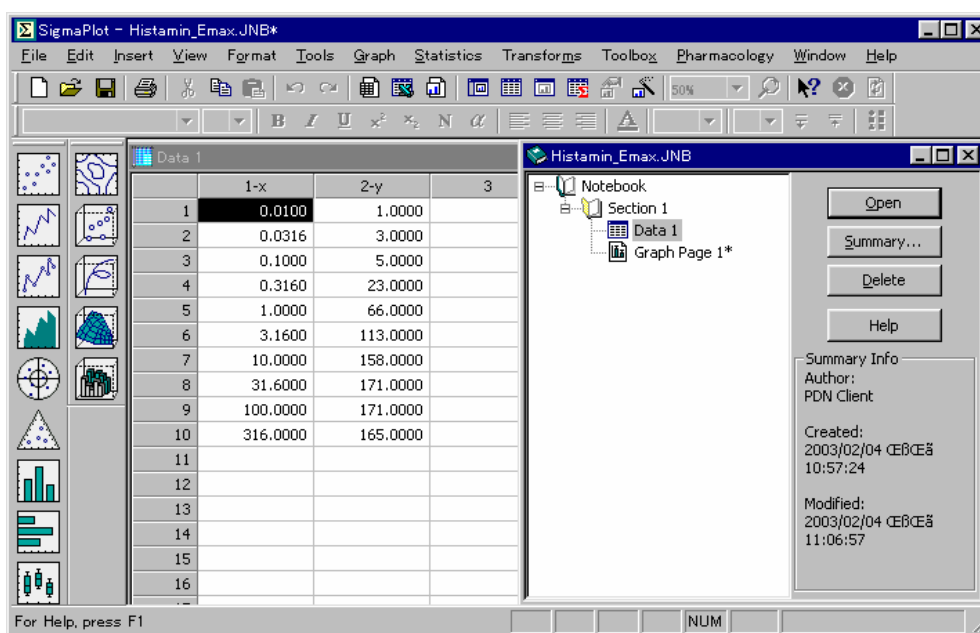 SigmaPlot - Histamin_Emax.JNB*
File Edit Insert View Format Tools Graph Statistics Transforms Toolbox Pharmacology Window Help
50%
B I U x² x₂ N α A
Data 1
1-x 2-y 3
1 0.0100 1.0000
2 0.0316 3.0000
3 0.1000 5.0000
4 0.3160 23.0000
5 1.0000 66.0000
6 3.1600 113.0000
7 10.0000 158.0000
8 31.6000 171.0000
9 100.0000 171.0000
10 316.0000 165.0000
11
12
13
14
15
16
Histamin_Emax.JNB
Notebook
Section 1
Data 1
Graph Page 1*
Open
Summary...
Delete
Help
Summary Info
Author:
PDN Client
Created:
2003/02/04 ŒßŒã
10:57:24
Modified:
2003/02/04 ŒßŒã
11:06:57
For Help, press F1
NUM